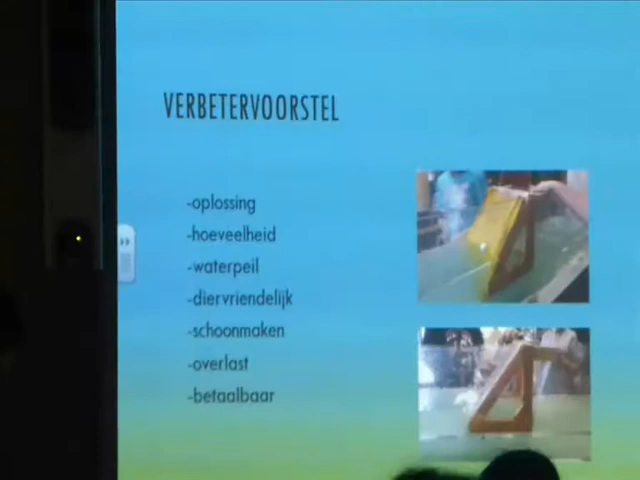 VERBETERVOORSTEL
-oplossing
-hoeveelheid
-waterpeil
-diervriendelijk
-schoonmaken
-overlast
-betaalbaar